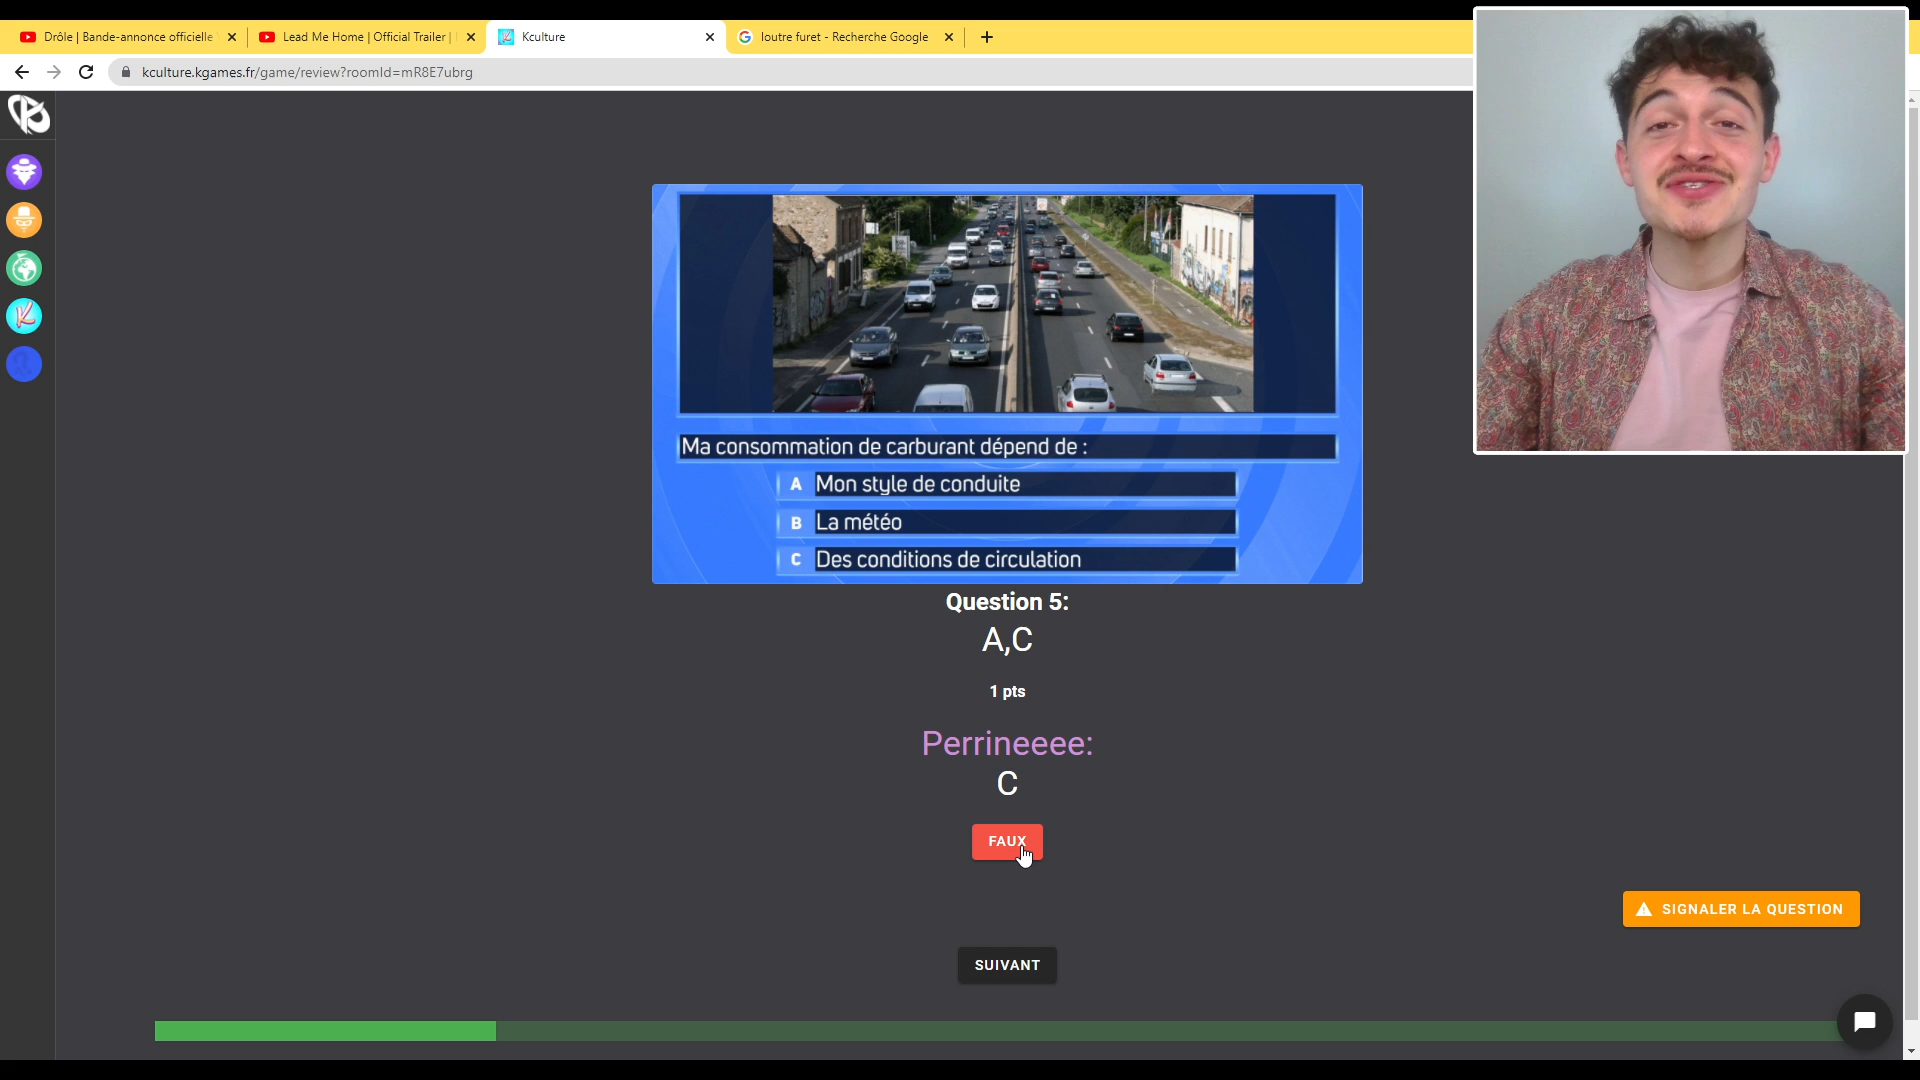 Drôle | Bande-annonce officielle
Lead Me Home | Official Trailer |
Kculture
loutre furet - Recherche Google
kculture.kgames.fr/game/review?roomId=mR8E7ubrg
Ma consommation de carburant dépend de :
A Mon style de conduite
B La météo
C Des conditions de circulation
Question 5:
A,C
1 pts
Perrineeee:
C
FAUX
SIGNALER LA QUESTION
SUIVANT